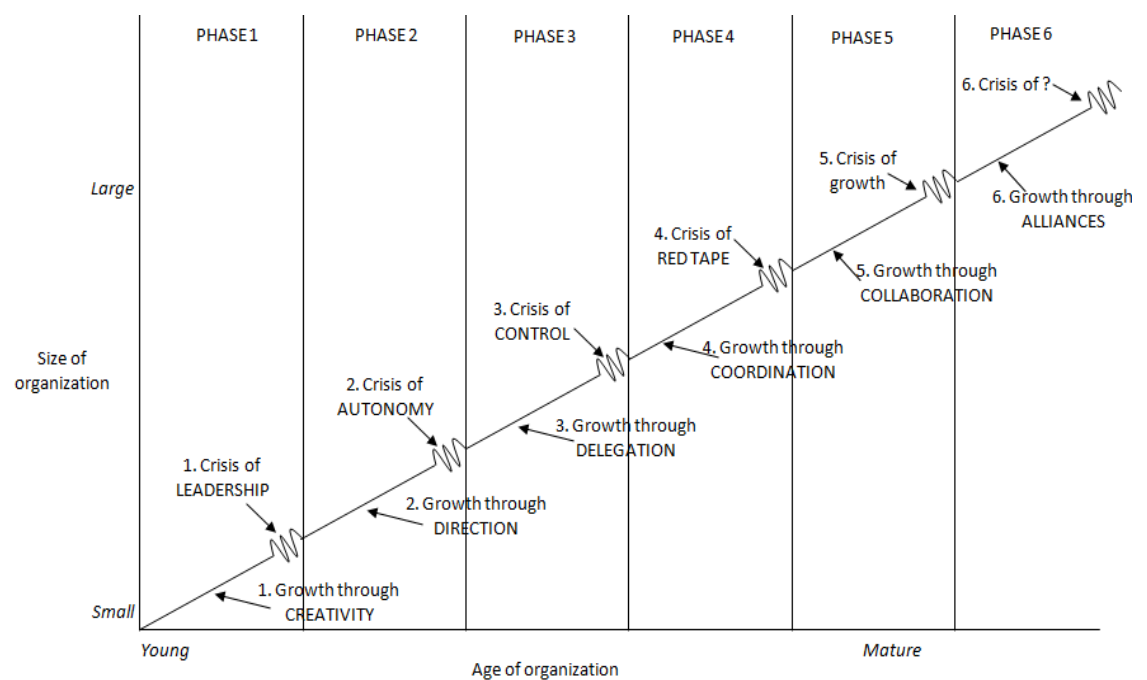 PHASE 1
PHASE 2
PHASE 3
PHASE 4
PHASE 5
PHASE 6
6. Crisis of ?
5. Crisis of
growth
Large
6. Growth through
ALLIANCES
4. Crisis of
RED TAPE
5. Growth through
COLLABORATION
3. Crisis of
CONTROL
Size of
organization
4. Growth through
COORDINATION
2. Crisis of
AUTONOMY
3. Growth through
DELEGATION
1. Crisis of
LEADERSHIP
2. Growth through
DIRECTION
1. Growth through
CREATIVITY
Small
Young
Mature
Age of organization